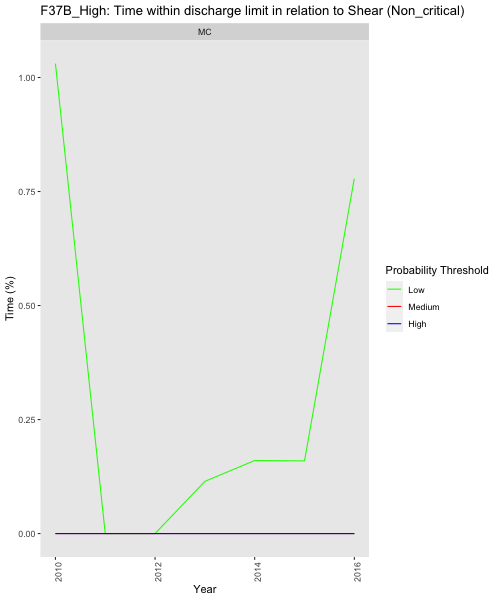 F37B_High: Time within discharge limit in relation to Shear (Non_critical)
MC
1.00
0.75
0.50
0.25
0.00
Time (%)
2010
2012
2014
2016
Year
Probability Threshold
Low
Medium
High